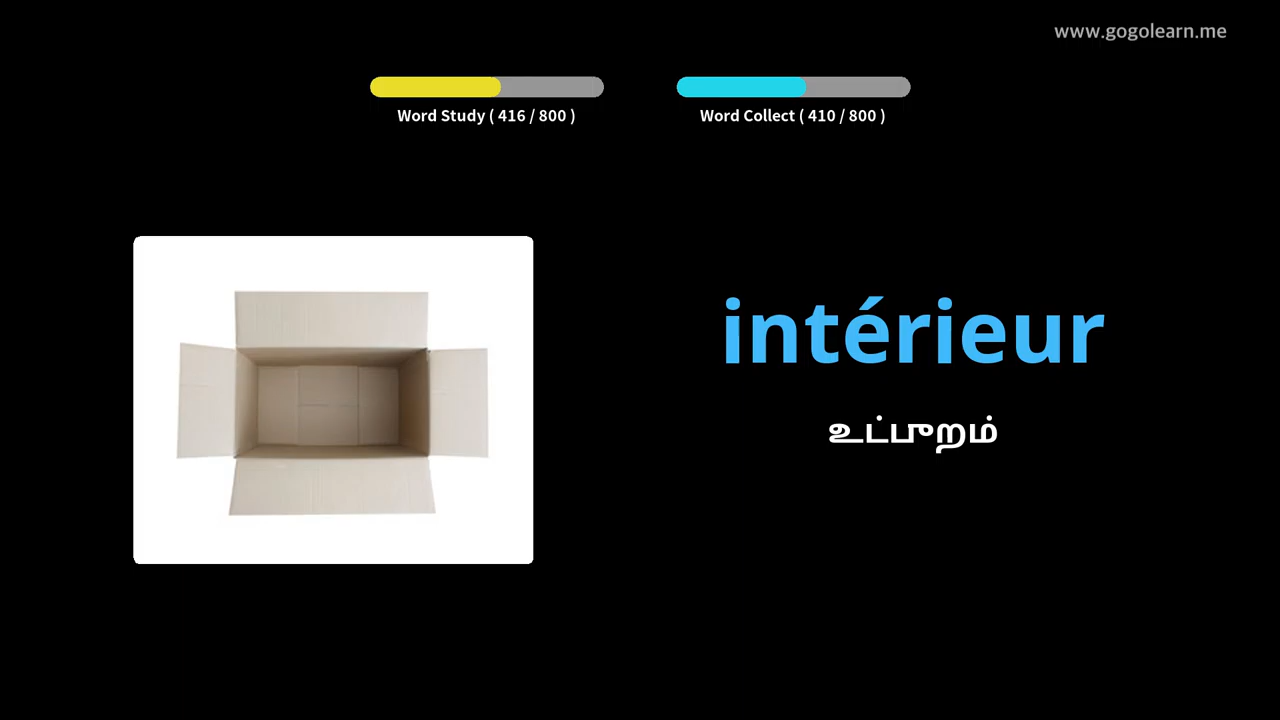 www.gogolearn.me
Word Study ( 416 / 800 )
Word Collect ( 410 / 800 )
intérieur
உட்புறம்